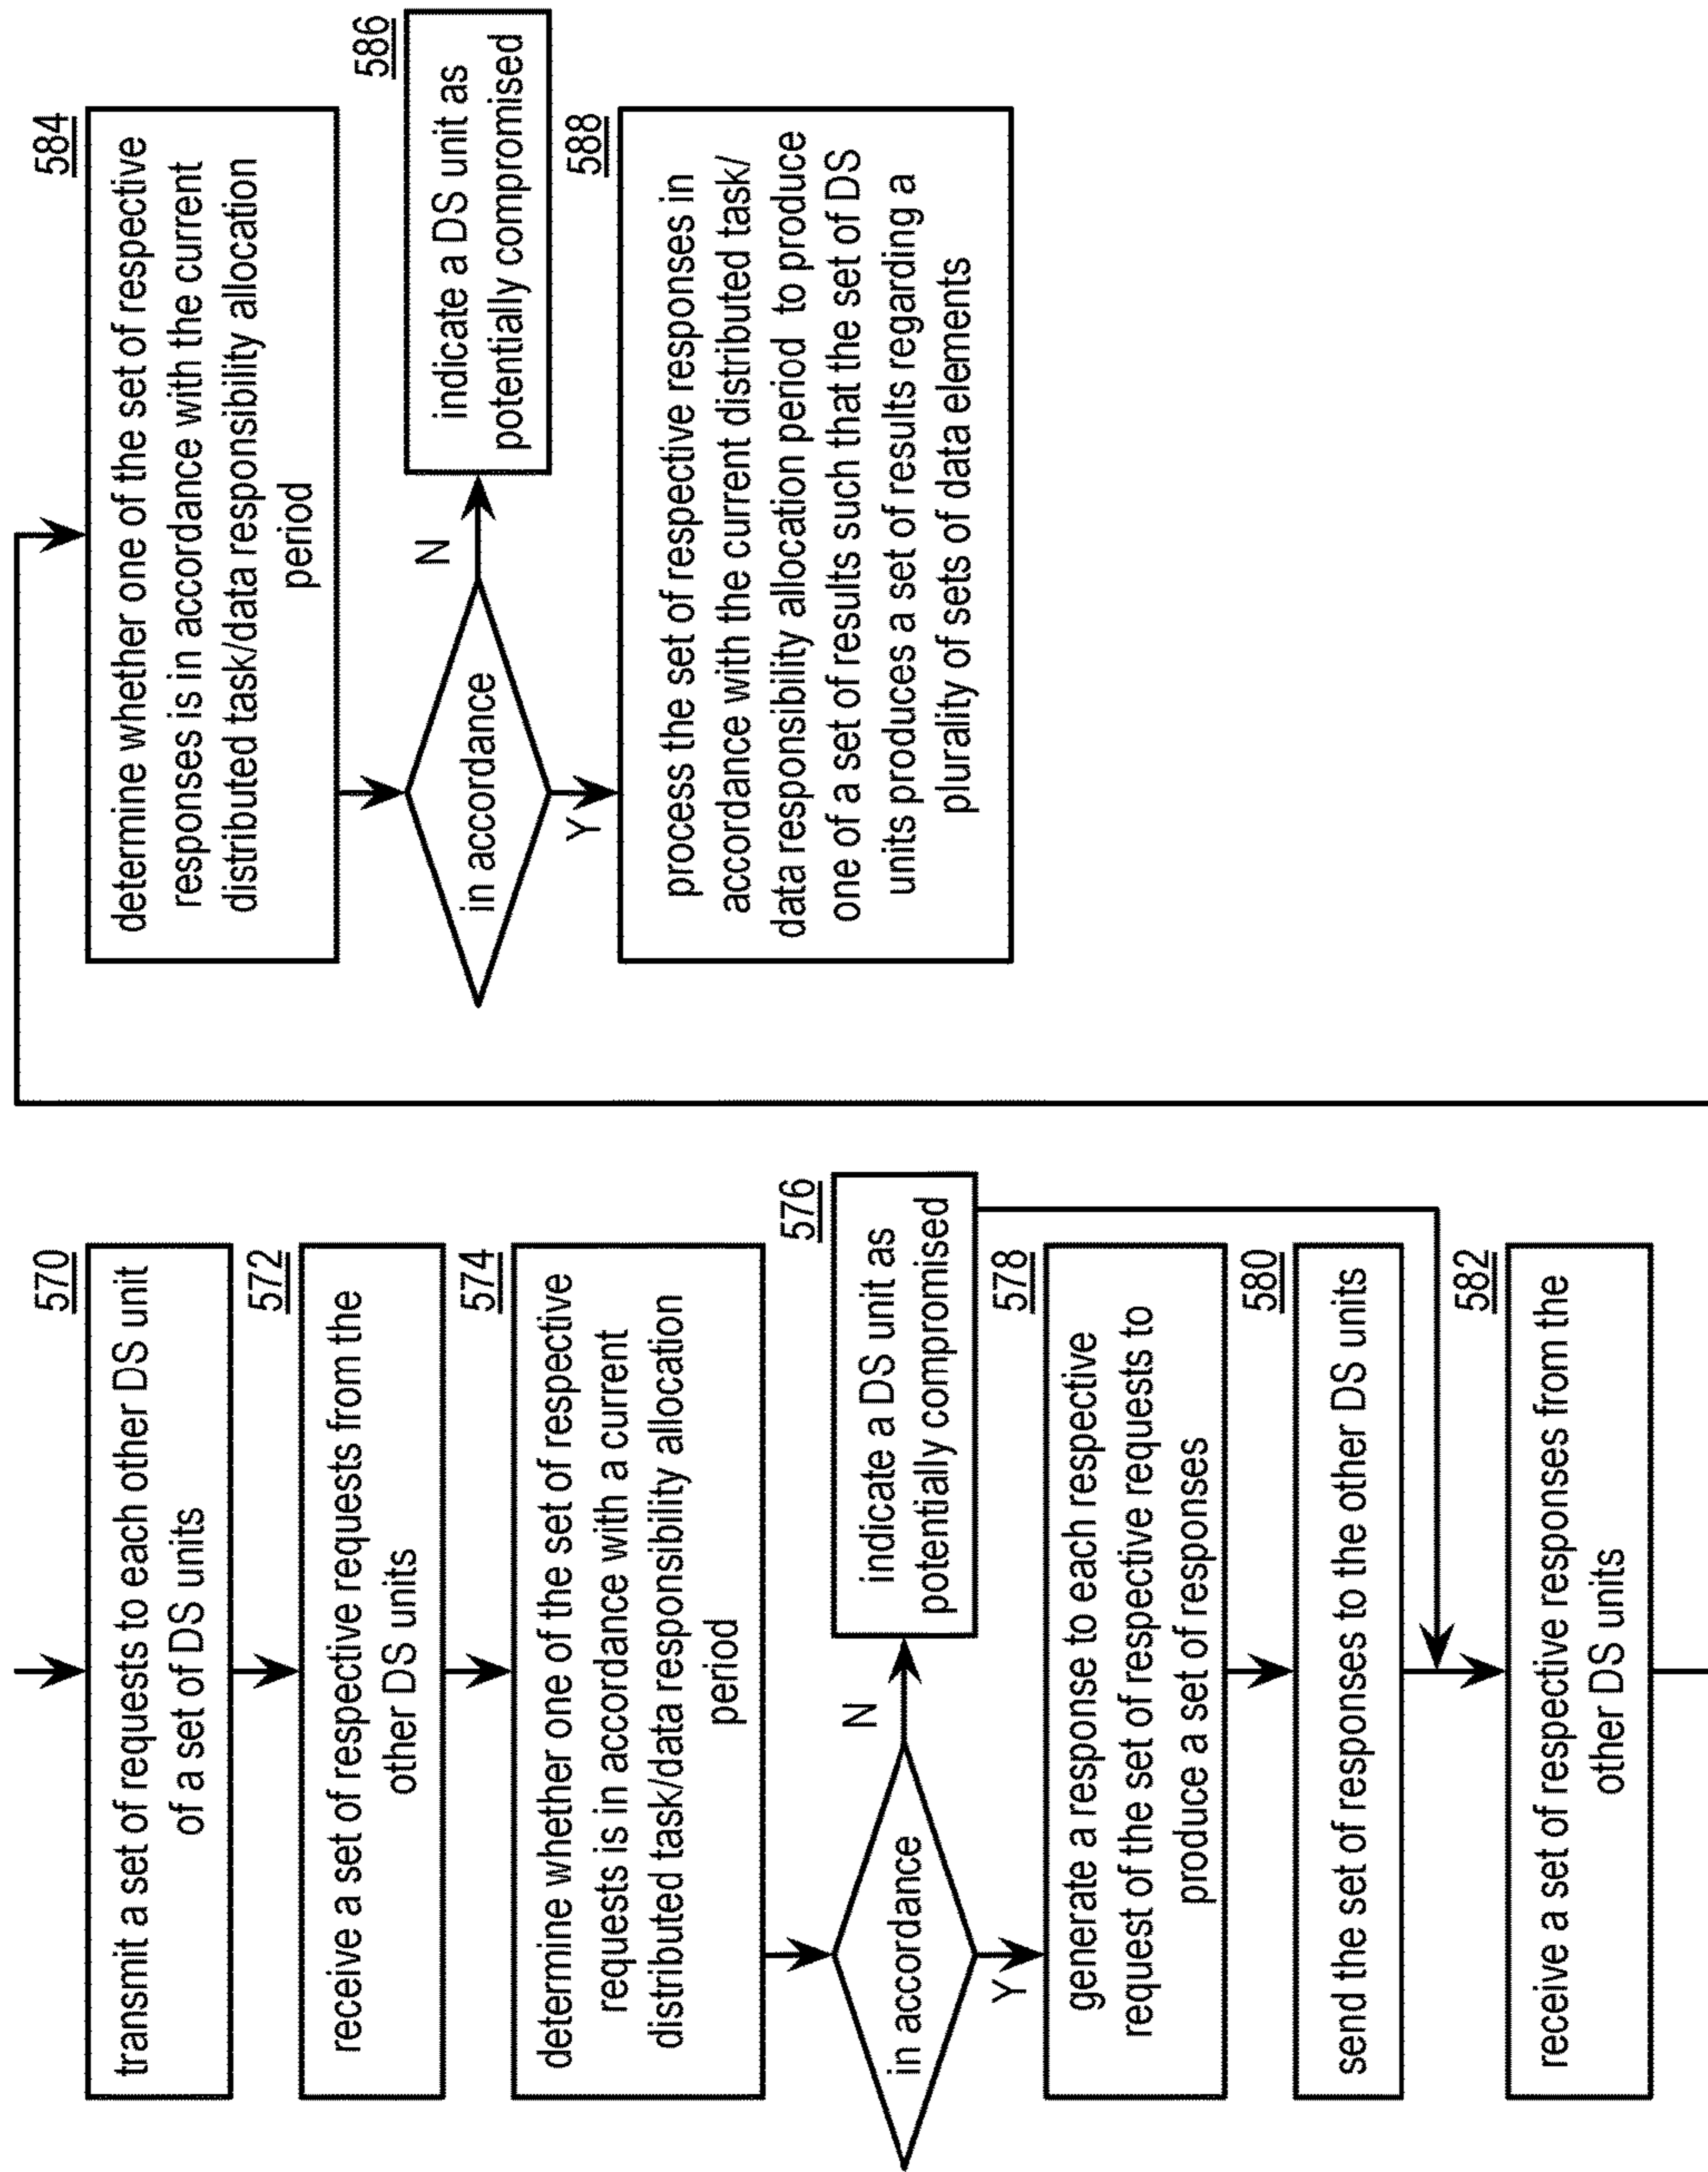 570
transmit a set of requests to each other DS unit
of a set of DS units
572
receive a set of respective requests from the
other DS units
574
determine whether one of the set of respective
requests is in accordance with a current
distributed task/data responsibility allocation
period
in accordance
N
Y
576
indicate a DS unit as
potentially compromised
578
generate a response to each respective
request of the set of respective requests to
produce a set of responses
580
send the set of responses to the other DS units
582
receive a set of respective responses from the
other DS units
584
determine whether one of the set of respective
responses is in accordance with the current
distributed task/data responsibility allocation
period
in accordance
N
Y
586
indicate a DS unit as
potentially compromised
588
process the set of respective responses in
accordance with the current distributed task/
data responsibility allocation period to produce
one of a set of results such that the set of DS
units produces a set of results regarding a
plurality of sets of data elements